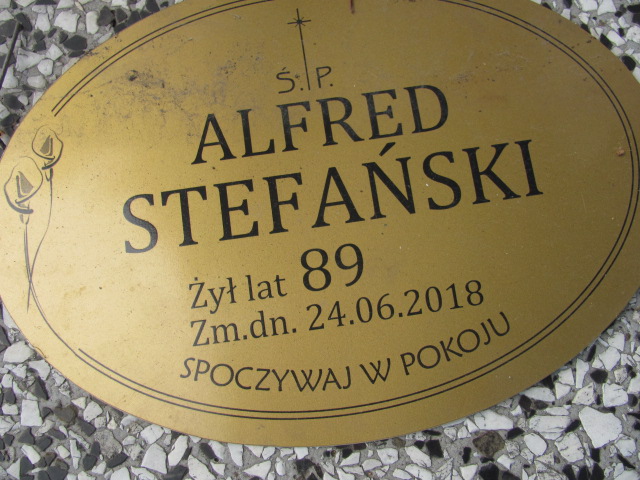 Ś. P.
ALFRED
STEFAŃSKI
Żył lat 89
Zm.dn. 24.06.2018
SPOCZYWAJ W POKOJU